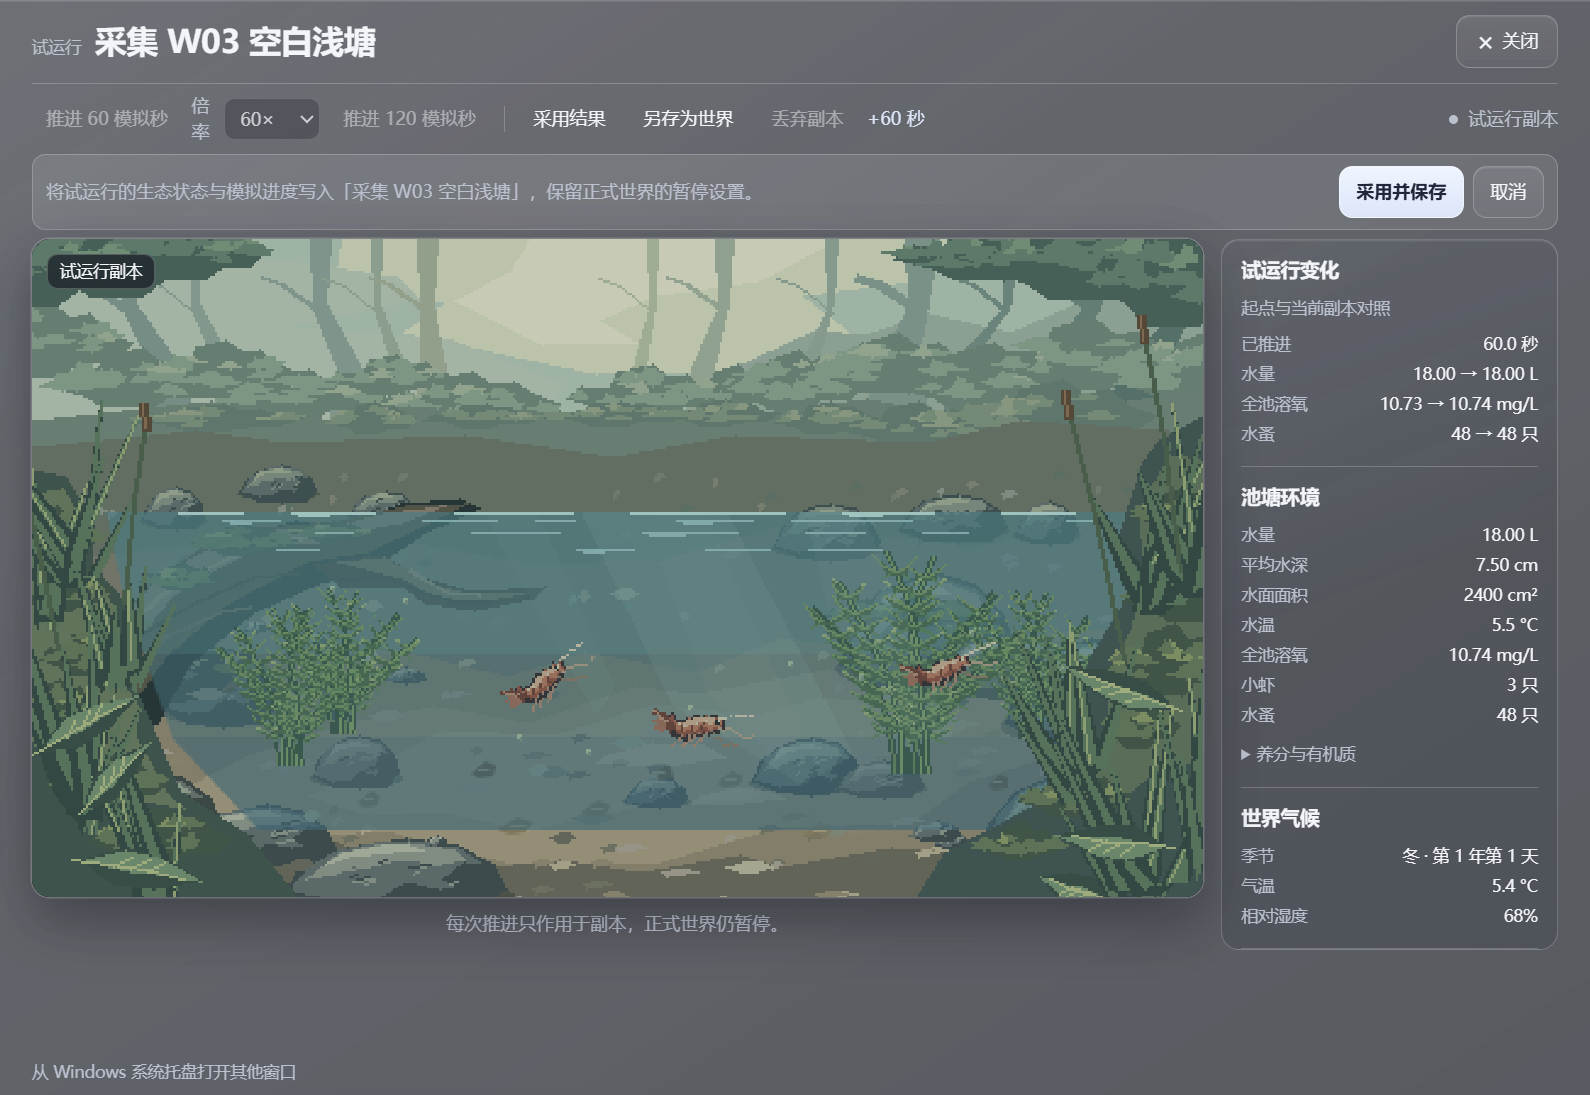 试运行 采集 W03 空白浅塘
× 关闭
推进 60 模拟秒 倍率 60× 推进 120 模拟秒 采用结果 另存为世界 丢弃副本 +60 秒 试运行副本
将试运行的生态状态与模拟进度写入「采集 W03 空白浅塘」，保留正式世界的暂停设置。 采用并保存 取消
试运行副本
每次推进只作用于副本，正式世界仍暂停。
试运行变化
起点与当前副本对照
已推进 60.0 秒
水量 18.00 → 18.00 L
全池溶氧 10.73 → 10.74 mg/L
水蚤 48 → 48 只
池塘环境
水量 18.00 L
平均水深 7.50 cm
水面面积 2400 cm²
水温 5.5 °C
全池溶氧 10.74 mg/L
小虾 3 只
水蚤 48 只
养分与有机质
世界气候
季节 冬 · 第 1 年第 1 天
气温 5.4 °C
相对湿度 68%
从 Windows 系统托盘打开其他窗口